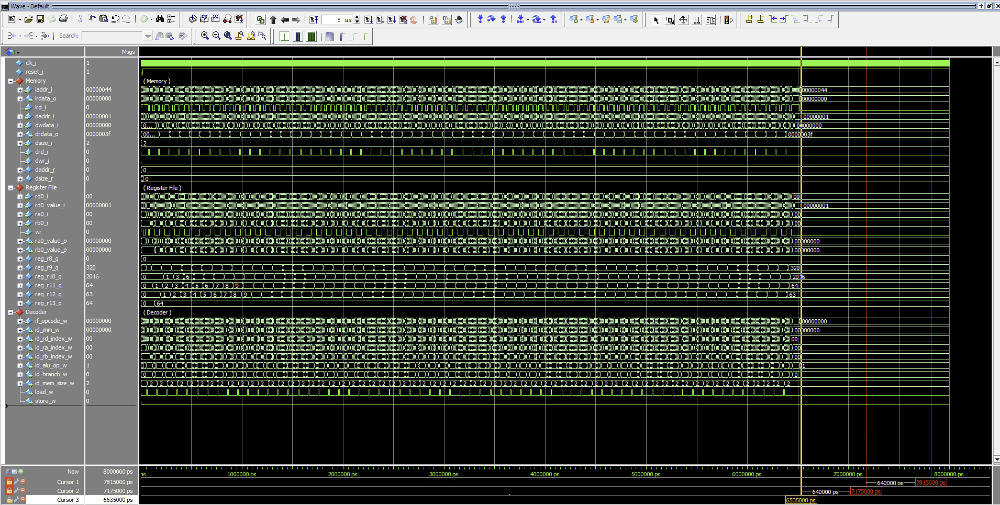 Wave - Default
8 us
Search:
Msgs
clk_i 1
reset_i 1
Memory (Memory)
iaddr_i 00000044 00000044
irdata_o 00000000 00000000
ird_i 0
daddr_i 00000001 00000001
dwdata_i 00000000 0... 00000000
drdata_o 0000003f 00... 0000003f
dsize_i 2 2
drd_i 0
dwr_i 0
daddr_r 0 0
dsize_r 0 0
Register File (Register File)
rd0_i 00 00
rd0_value_i 00000001 00000001
ra0_i 00 00
rb0_i 00 00
wr 0
ra0_value_o 00000000 00000000
rb0_value_o 00000000 00000000
reg_r8_q 0 0
reg_r9_q 320 320
reg_r10_q 2016 0 1 3 6 2016
reg_r11_q 64 0 1 2 3 4 5 6 7 8 9 64
reg_r12_q 63 0 1 2 3 4 5 6 7 8 9 63
reg_r13_q 64 0 64
Decoder (Decoder)
if_opcode_w 00000000 00000000
id_imm_w 00000000 00000000
id_rd_index_w 00 00
id_ra_index_w 00 00
id_rb_index_w 00 00
id_alu_op_w 1 1
id_branch_w 0 0 0
id_mem_size_w 2 2 2 2 2 2 2 2 2 2 2 2 2 2 2 2 2 2 2 2 2 2 2 2 2 2 2 2 2 2 2 2 2 2 2 2 2 2 2 2 2 2 2 2 2 2 2 2 2 2 2 2 2 2 2 2 2 2 2 2 2 2 2 2 2
load_w 0
store_w 0
Now 8000000 ps ps 1000000 ps 2000000 ps 3000000 ps 4000000 ps 5000000 ps 6000000 ps 7000000 ps 8000000 ps
Cursor 1 7815000 ps 640000 ps 7815000 ps
Cursor 2 7175000 ps 640000 ps 7175000 ps
Cursor 3 6535000 ps 6535000 ps